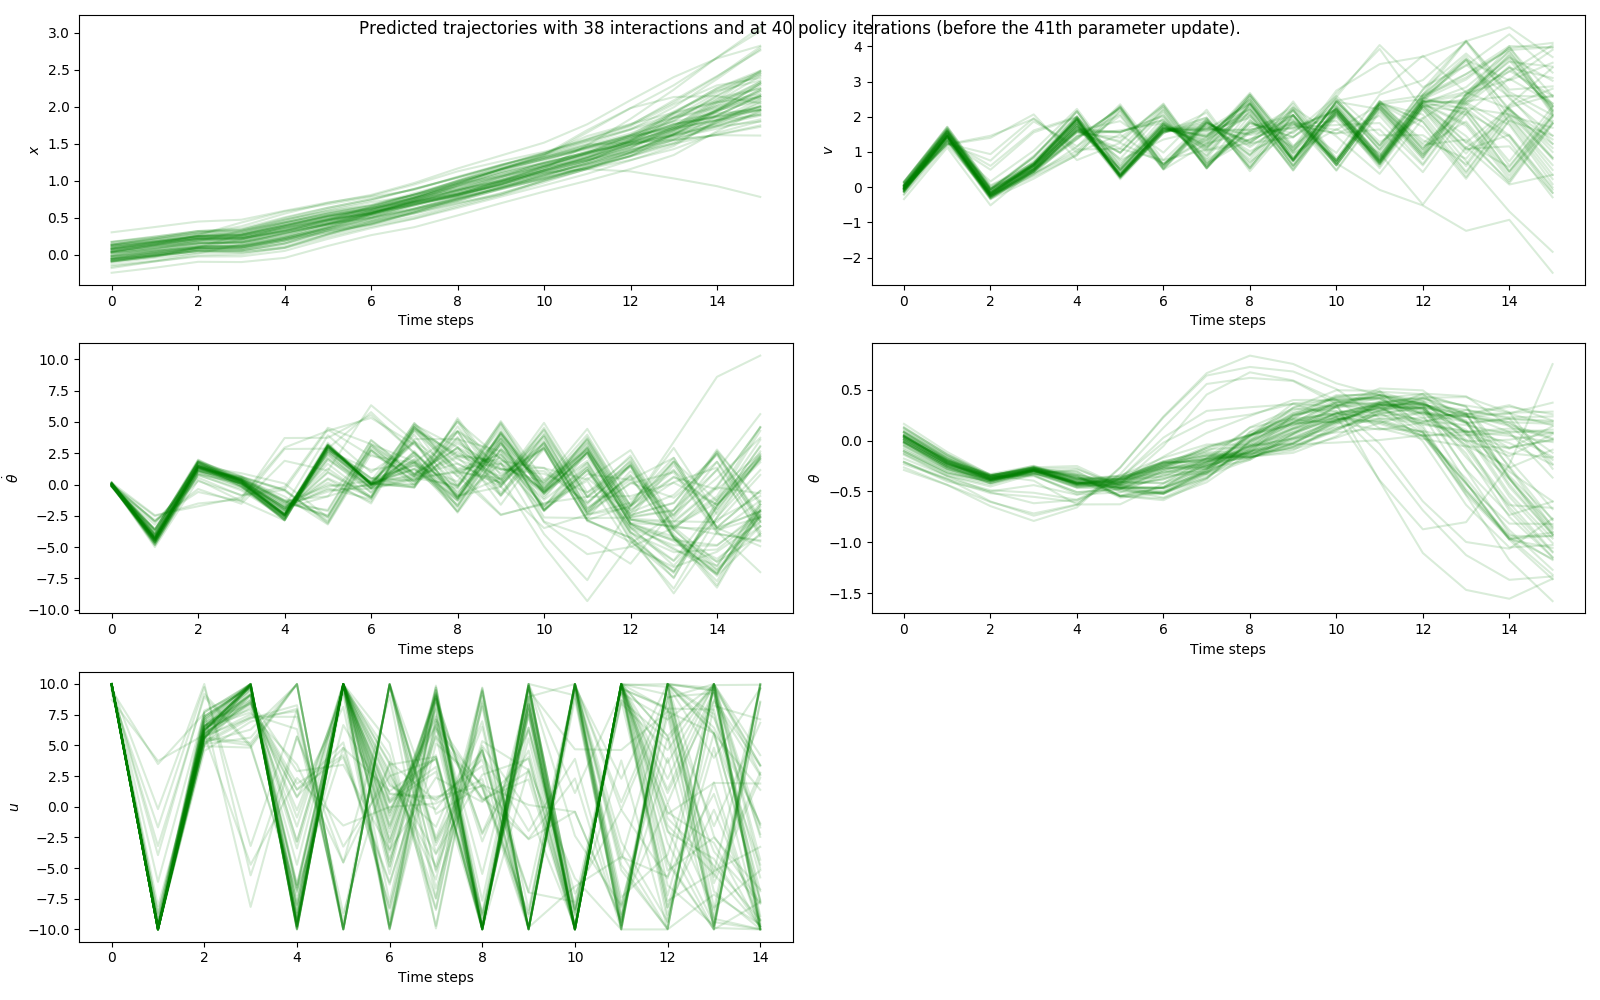 Predicted trajectories with 38 interactions and at 40 policy iterations (before the 41th parameter update).
3.0
2.5
2.0
1.5
1.0
0.5
0.0
x
0 2 4 6 8 10 12 14
Time steps
4
3
2
1
0
−1
−2
v
0 2 4 6 8 10 12 14
Time steps
10.0
7.5
5.0
2.5
0.0
−2.5
−5.0
−7.5
−10.0
θ̇
0 2 4 6 8 10 12 14
Time steps
0.5
0.0
−0.5
−1.0
−1.5
θ
0 2 4 6 8 10 12 14
Time steps
10.0
7.5
5.0
2.5
0.0
−2.5
−5.0
−7.5
−10.0
u
0 2 4 6 8 10 12 14
Time steps